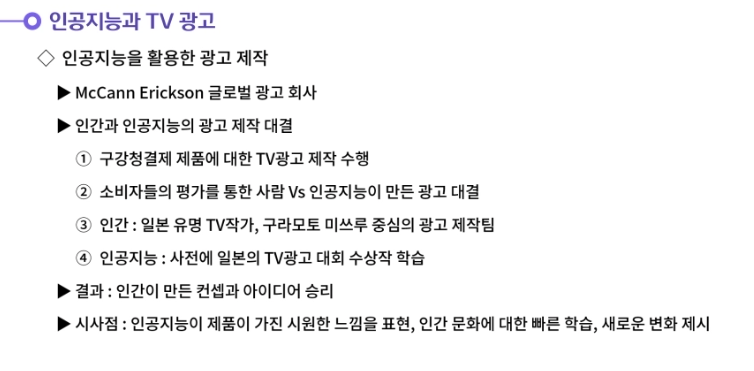 인공지능과 TV 광고
◇ 인공지능을 활용한 광고 제작
▶ McCann Erickson 글로벌 광고 회사
▶ 인간과 인공지능의 광고 제작 대결
① 구강청결제 제품에 대한 TV광고 제작 수행
② 소비자들의 평가를 통한 사람 Vs 인공지능이 만든 광고 대결
③ 인간 : 일본 유명 TV작가, 구라모토 미쓰루 중심의 광고 제작팀
④ 인공지능 : 사전에 일본의 TV광고 대회 수상작 학습
▶ 결과 : 인간이 만든 컨셉과 아이디어 승리
▶ 시사점 : 인공지능이 제품이 가진 시원한 느낌을 표현, 인간 문화에 대한 빠른 학습, 새로운 변화 제시